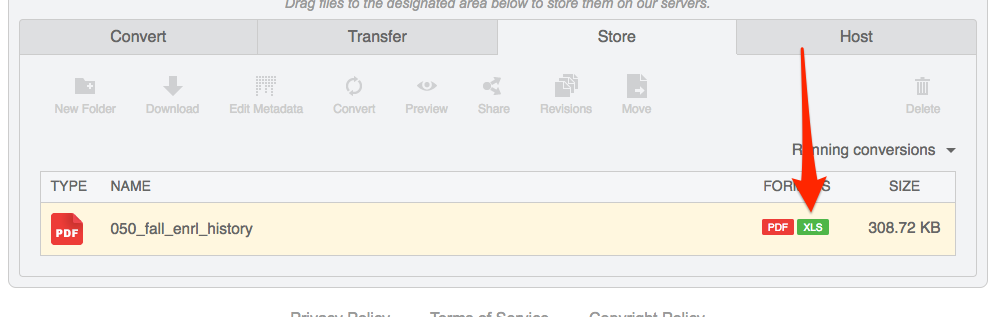 Drag files to the designated area below to store them on our servers.
Convert Transfer Store Host
New Folder Download Edit Metadata Convert Preview Share Revisions Move Delete
Running conversions
TYPE NAME FORMATS SIZE
PDF 050_fall_enrl_history PDF XLS 308.72 KB
Privacy Policy Terms of Service Copyright Policy